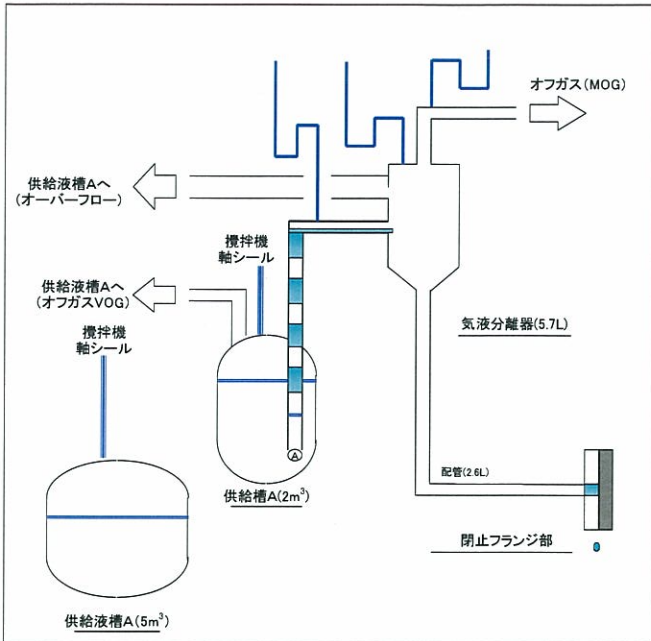 オフガス(MOG)
供給液槽Aへ
(オーバーフロー)
攪拌機
軸シール
供給液槽Aへ
(オフガスVOG)
攪拌機
軸シール
気液分離器(5.7L)
A
配管(2.6L)
供給槽A(2m³)
閉止フランジ部
供給液槽A(5m³)